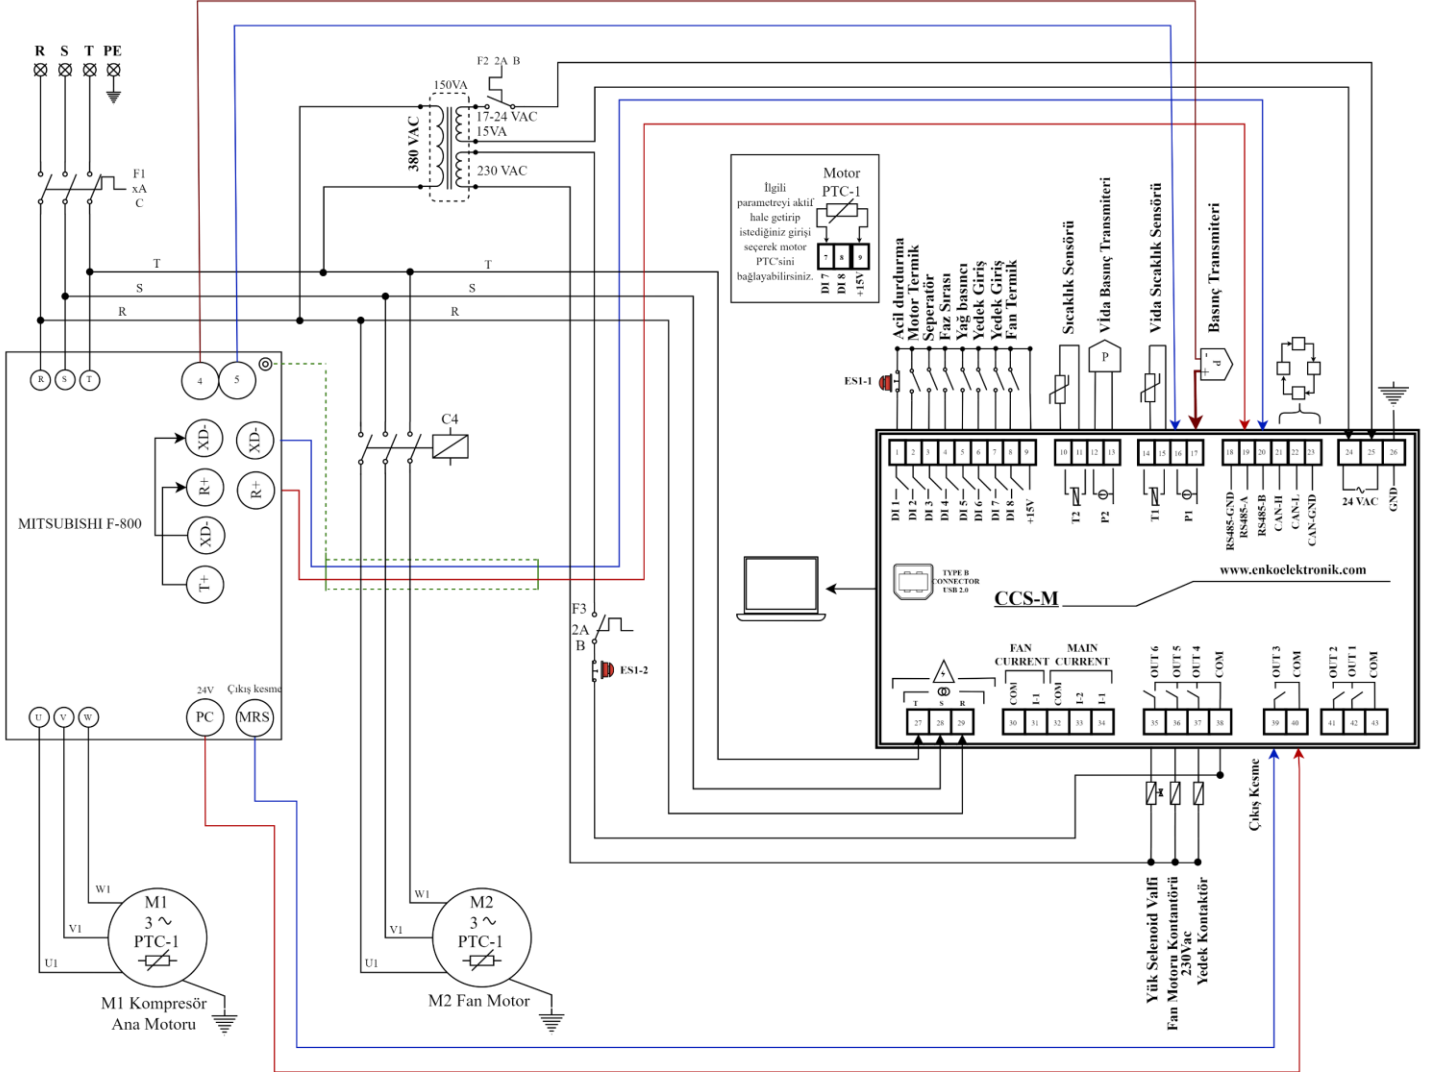 R S T PE
F1
xA
C
150VA
380 VAC
F2 2A B
17-24 VAC
15VA
230 VAC
T
S
R
T
S
R
R S T
4 5
XD- XD-
R+ R+
XD-
T+
MITSUBISHI F-800
24V
Çıkış kesme
PC MRS
U V W
W1
V1
U1
M1
3 ~
PTC-1
M1 Kompresör
Ana Motoru
C4
W1
V1
U1
M2
3 ~
PTC-1
M2 Fan Motor
F3
2A
B
ES1-2
İlgili
parametreyi aktif
hale getirip
istediğiniz girişi
seçerek motor
PTC'sini
bağlayabilirsiniz.
Motor
PTC-1
7 8 9
DI 7
DI 8
+15V
Acil durdurma
Motor Termik
Seperatör
Faz Sırası
Yağ basıncı
Yedek Giriş
Yedek Giriş
Fan Termik
ES1-1
Sıcaklık Sensörü
Vida Basınç Transmiteri
P
Vida Sıcaklık Sensörü
Basınç Transmiteri
- P +
1 2 3 4 5 6 7 8 9
10 11 12 13
14 15 16 17
18 19 20 21 22 23
24 25 26
DI 1
DI 2
DI 3
DI 4
DI 5
DI 6
DI 7
DI 8
+15V
T2
P2
T1
P1
RS485-GND
RS485-A
RS485-B
CAN-H
CAN-L
CAN-GND
24 VAC
GND
TYPE B
CONNECTOR
USB 2.0
CCS-M
www.enkoelektronik.com
FAN
CURRENT
MAIN
CURRENT
COM
I-1
COM
I-2
I-1
OUT 6
OUT 5
OUT 4
COM
OUT 3
COM
OUT 2
OUT 1
COM
T S R
27 28 29
30 31 32 33 34
35 36 37 38
39 40
41 42 43
Çıkış Kesme
Yük Selenoid Valfi
Fan Motoru Kontantörü
230Vac
Yedek Kontaktör